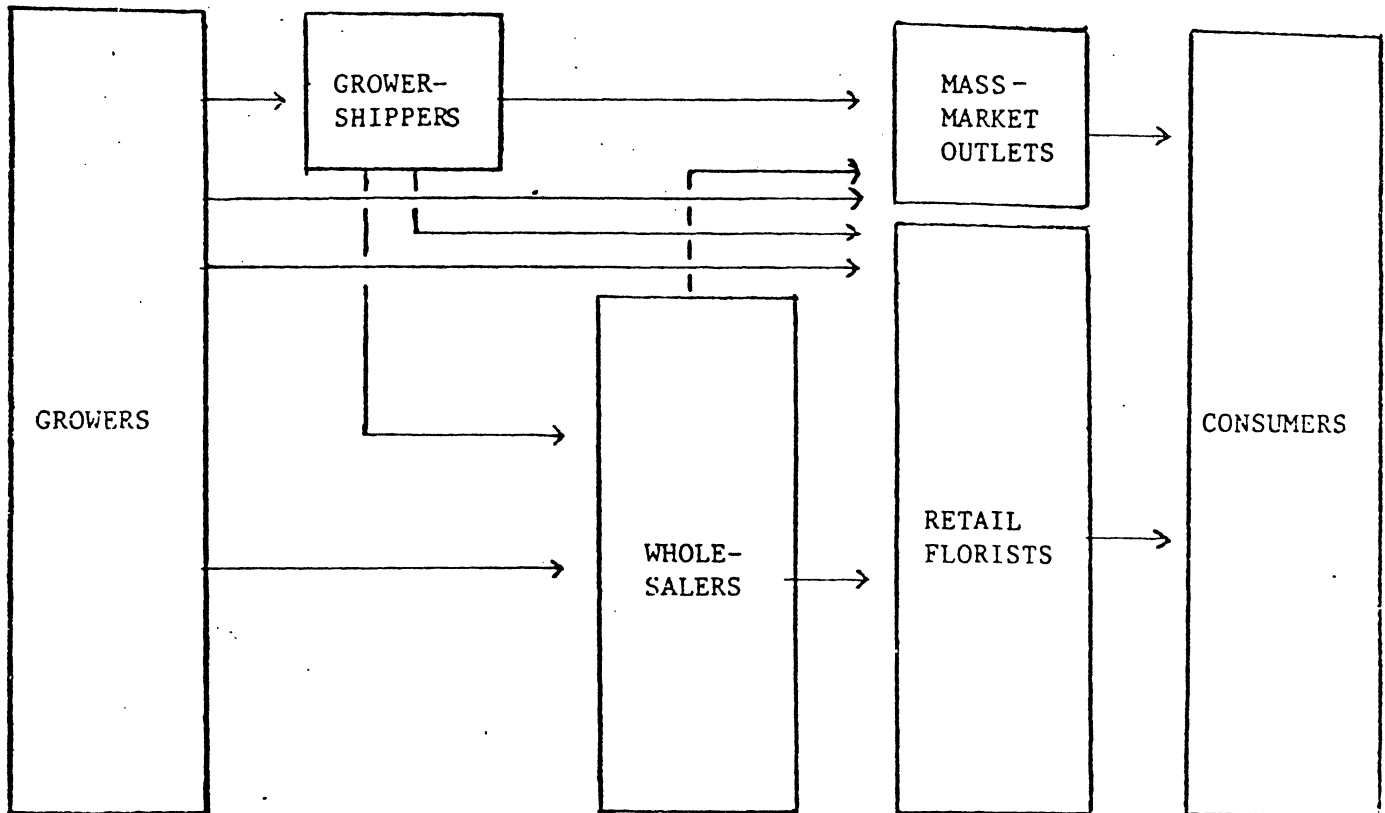 GROWER-
SHIPPERS
MASS-
MARKET
OUTLETS
GROWERS
CONSUMERS
WHOLE-
SALERS
RETAIL
FLORISTS